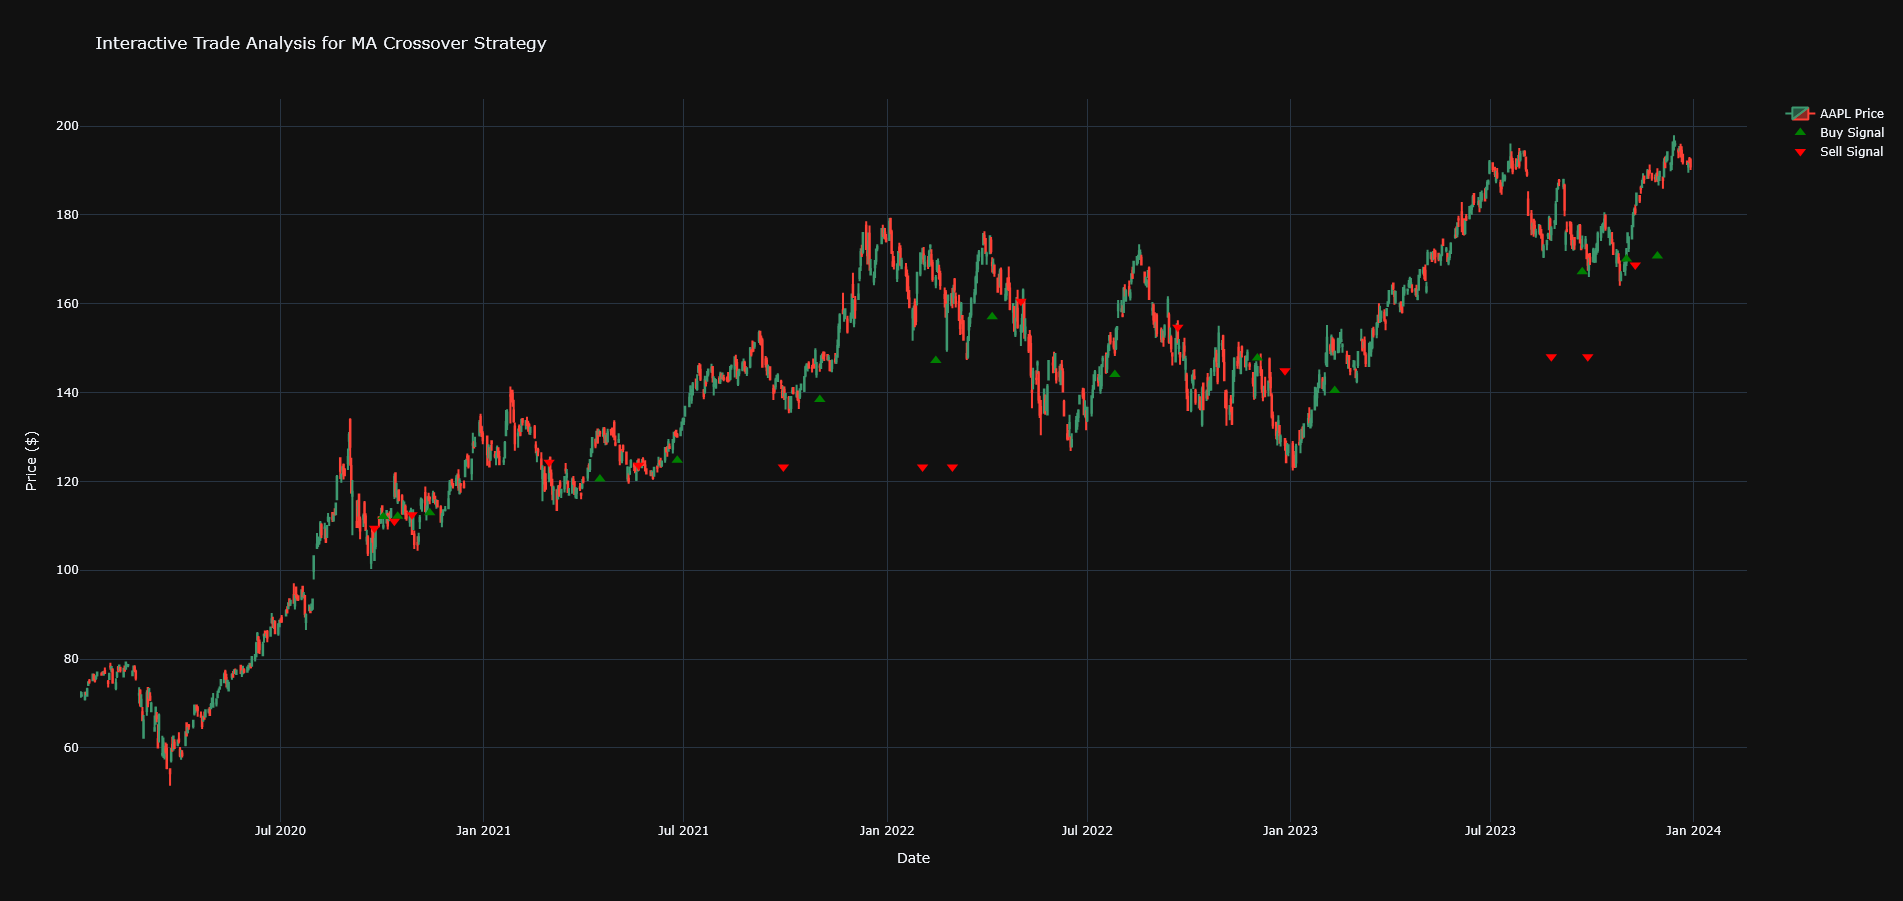 Interactive Trade Analysis for MA Crossover Strategy
AAPL Price
Buy Signal
Sell Signal
200
180
160
140
120
100
80
60
Price ($)
Jul 2020
Jan 2021
Jul 2021
Jan 2022
Jul 2022
Jan 2023
Jul 2023
Jan 2024
Date